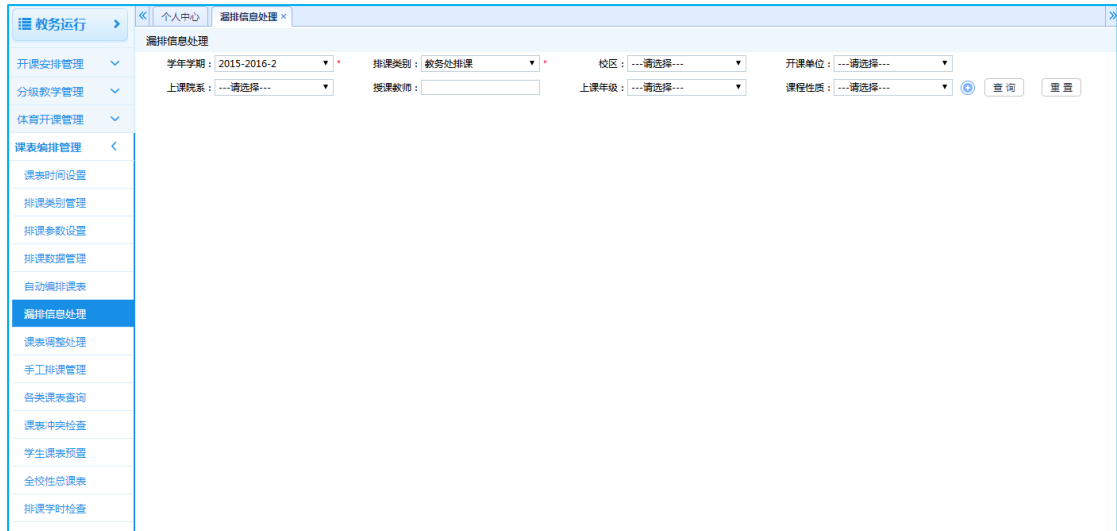 教务运行
个人中心 漏排信息处理 ×
漏排信息处理
学年学期： 2015-2016-2 * 排课类别： 教务处排课 * 校区： ---请选择--- 开课单位： ---请选择---
上课院系： ---请选择--- 授课教师： 上课年级： ---请选择--- 课程性质： ---请选择--- 查 询 重 置
开课安排管理
分级教学管理
体育开课管理
课表编排管理
课表时间设置
排课类别管理
排课参数设置
排课数据管理
自动编排课表
漏排信息处理
课表调整处理
手工排课管理
各类课表查询
课表冲突检查
学生课表预置
全校性总课表
排课学时检查